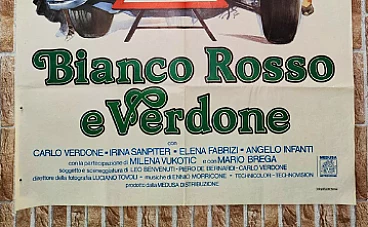 Bianco Rosso
e Verdone
con
CARLO VERDONE · IRINA SANPITER · ELENA FABRIZI · ANGELO INFANTI
con la partecipazione di MILENA VUKOTIC e con MARIO BREGA
soggetto e sceneggiatura di LEO BENVENUTI · PIERO DE BERNARDI · CARLO VERDONE
direttore della fotografia LUCIANO TOVOLI · musiche di ENNIO MORRICONE · TECHNICOLOR · TECHNOVISION
prodotto dalla MEDUSA DISTRIBUZIONE
MEDUSA